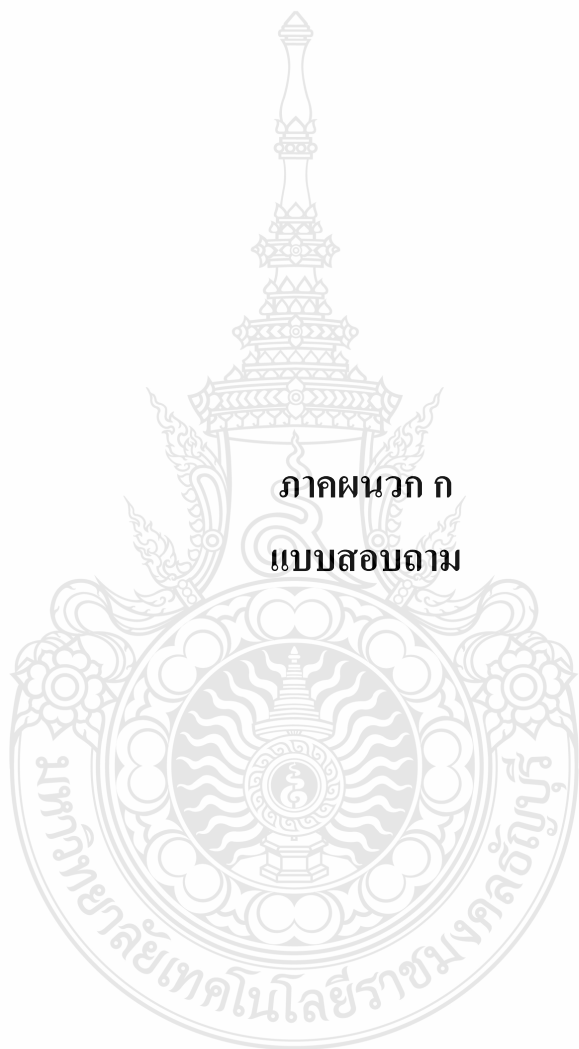 ภาคผนวก ก
แบบสอบถาม
มหาวิทยาลัยเทคโนโลยีราชมงคลธัญบุรี